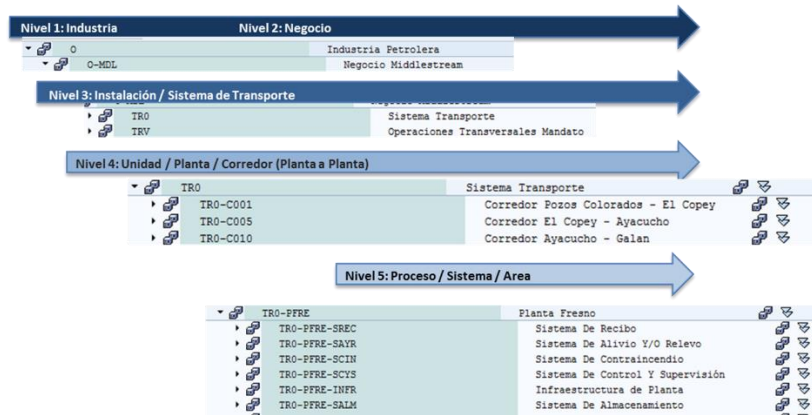 Nivel 1: Industria Nivel 2: Negocio
O Industria Petrolera
O-MDL Negocio Middlestream
Nivel 3: Instalación / Sistema de Transporte
TR0 Sistema Transporte
TRV Operaciones Transversales Mandato
Nivel 4: Unidad / Planta / Corredor (Planta a Planta)
TR0 Sistema Transporte
TR0-C001 Corredor Pozos Colorados - El Copey
TR0-C005 Corredor El Copey - Ayacucho
TR0-C010 Corredor Ayacucho - Galan
Nivel 5: Proceso / Sistema / Area
TR0-PFRE Planta Fresno
TR0-PFRE-SREC Sistema De Recibo
TR0-PFRE-SAYR Sistema De Alivio Y/O Relevo
TR0-PFRE-SCIN Sistema De Contraincendio
TR0-PFRE-SCYS Sistema De Control Y Supervisión
TR0-PFRE-INFR Infraestructura de Planta
TR0-PFRE-SALM Sistema De Almacenamiento